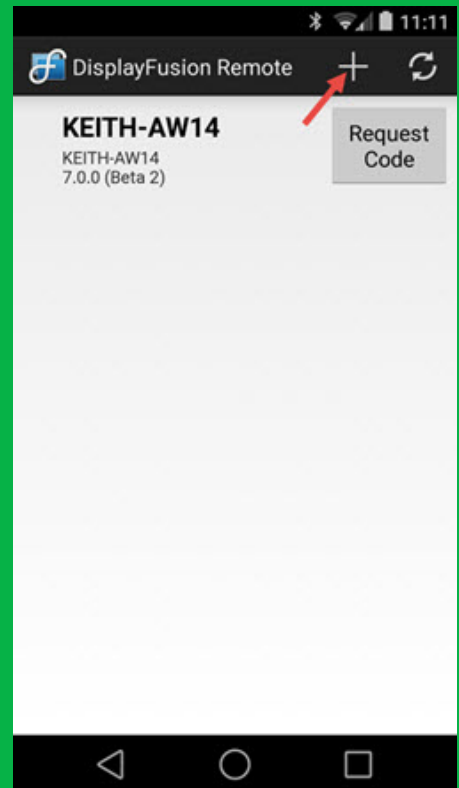 11:11
DisplayFusion Remote
KEITH-AW14
KEITH-AW14
7.0.0 (Beta 2)
Request
Code